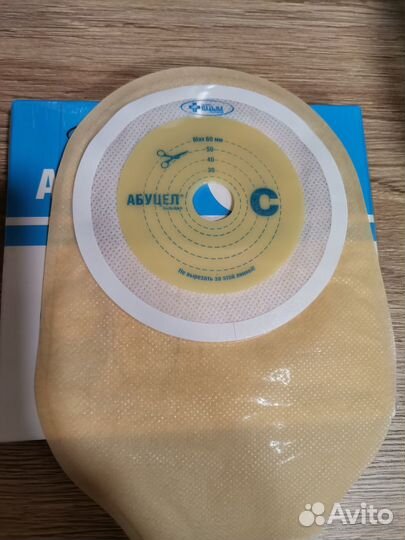 Max 60 мм
50
40
30
АБУЦЕЛ
С
Не вырезать за этой линией!
А
Avito